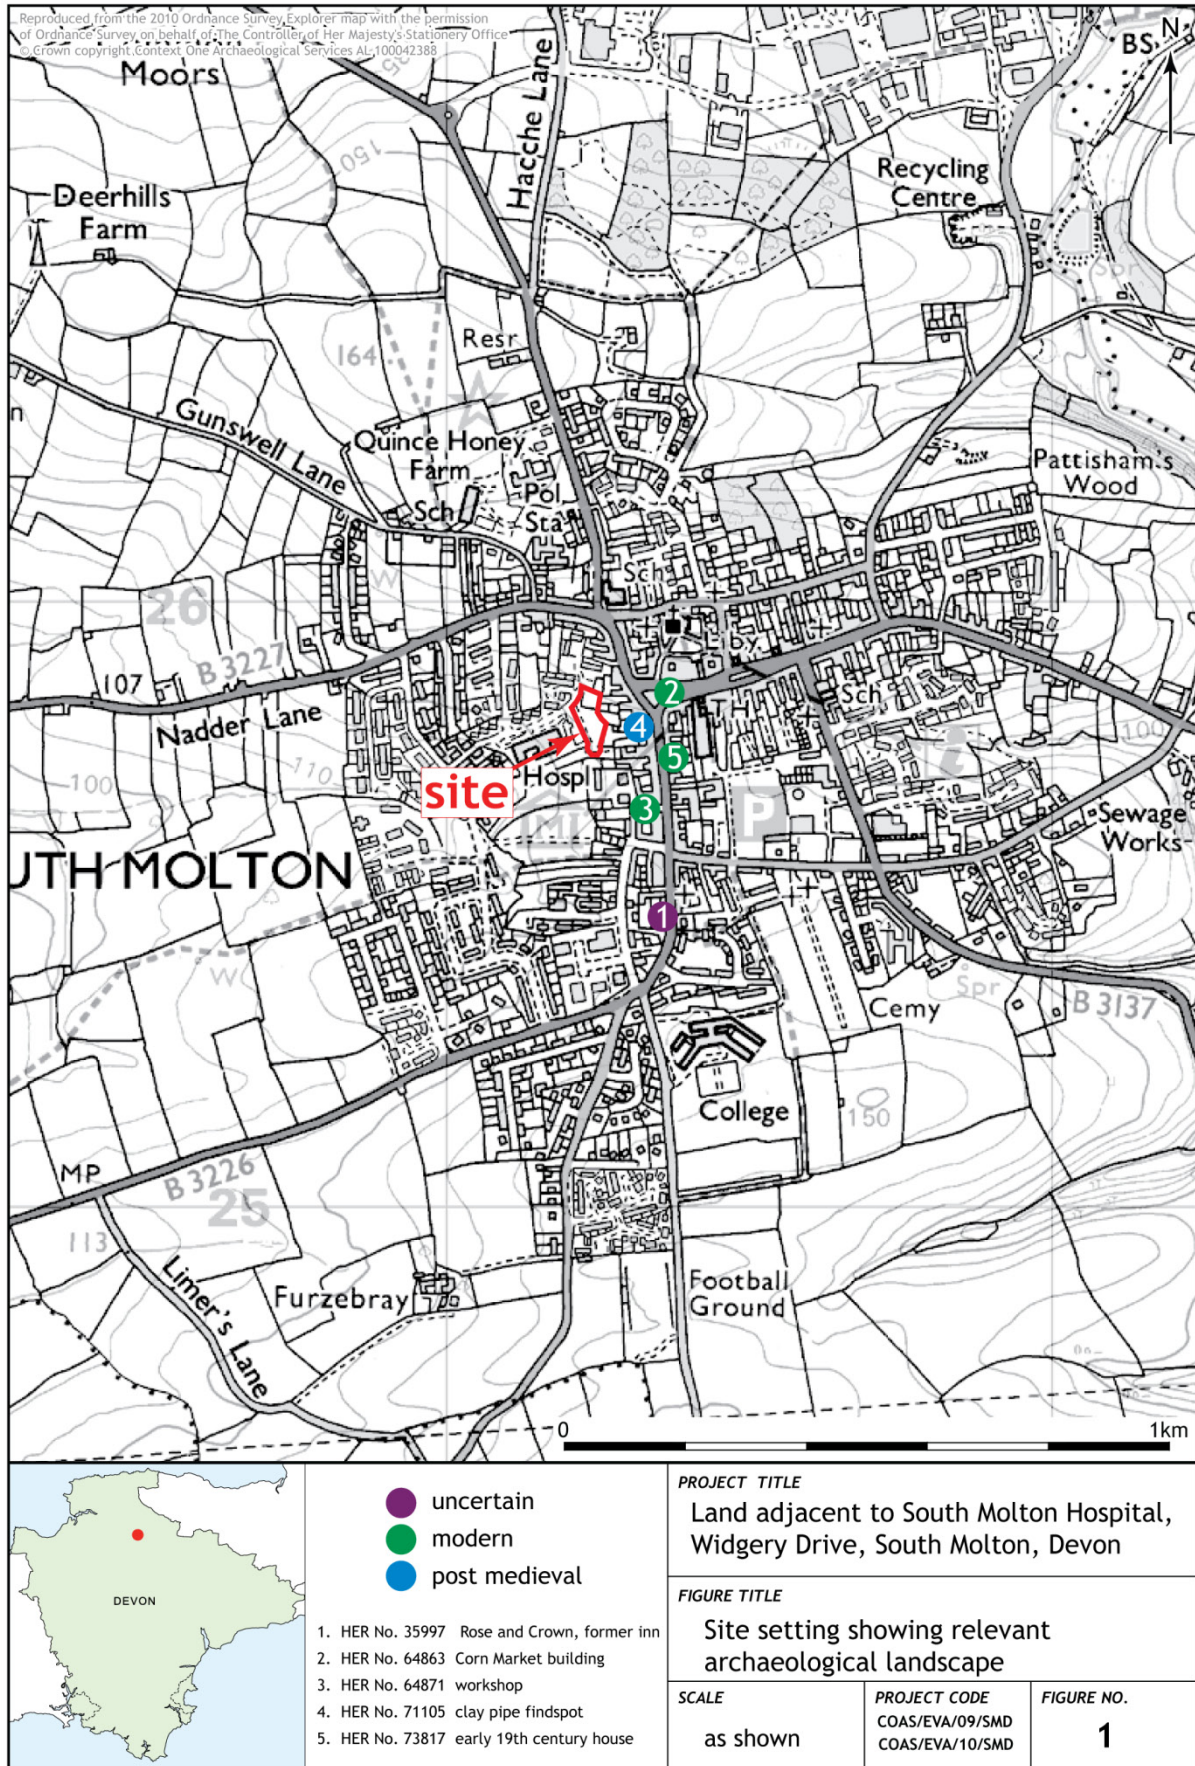 Reproduced from the 2010 Ordnance Survey Explorer map with the permission
of Ordnance Survey on behalf of The Controller of Her Majesty's Stationery Office
© Crown copyright Context One Archaeological Services AL 100042388
N
BS
Moors
Hacche Lane
150
Recycling
Centre
Deerhills
Farm
Spr
Resr
164
Gunswell Lane
Quince Honey
Farm
Pattisham's
Wood
Sch
Pol
Sta
Sch
W
26
Liby
B 3227
107
Sch
Nadder Lane
2
TH
4
100
100
110
5
Hospl
site
3
P
Sewage
Works
UTH MOLTON
1
H
W
Spr
Cemy
B 3137
College
150
MP
B 3226
25
113
Limer's Lane
Furzebray
Football
Ground
0
1km
DEVON
uncertain
modern
post medieval
1. HER No. 35997 Rose and Crown, former inn
2. HER No. 64863 Corn Market building
3. HER No. 64871 workshop
4. HER No. 71105 clay pipe findspot
5. HER No. 73817 early 19th century house
PROJECT TITLE
Land adjacent to South Molton Hospital,
Widgery Drive, South Molton, Devon
FIGURE TITLE
Site setting showing relevant
archaeological landscape
SCALE
as shown
PROJECT CODE
COAS/EVA/09/SMD
COAS/EVA/10/SMD
FIGURE NO.
1